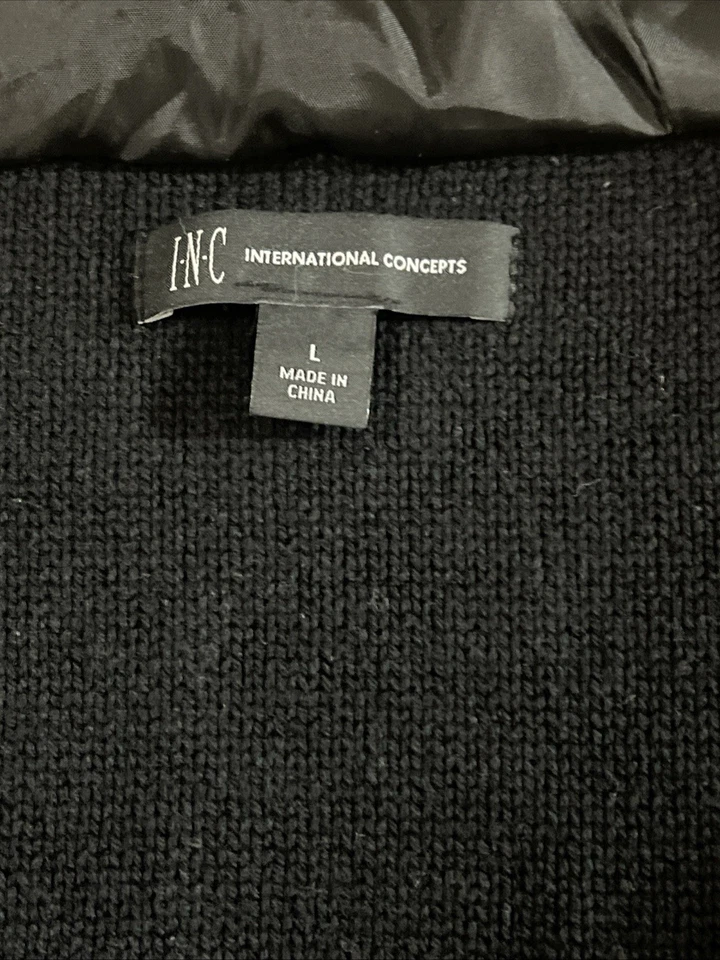 I·N·C INTERNATIONAL CONCEPTS
L
MADE IN
CHINA